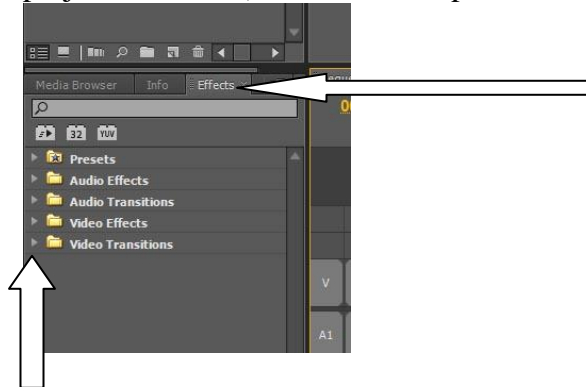 Media Browser Info Effects
32 YUV
Presets
Audio Effects
Audio Transitions
Video Effects
Video Transitions
V
A1